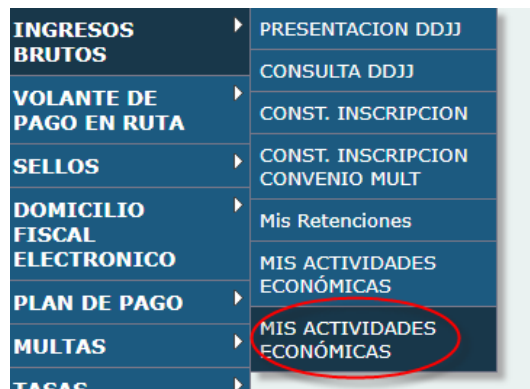 INGRESOS
BRUTOS
VOLANTE DE
PAGO EN RUTA
SELLOS
DOMICILIO
FISCAL
ELECTRONICO
PLAN DE PAGO
MULTAS
TASAS
PRESENTACION DDJJ
CONSULTA DDJJ
CONST. INSCRIPCION
CONST. INSCRIPCION
CONVENIO MULT
Mis Retenciones
MIS ACTIVIDADES
ECONÓMICAS
MIS ACTIVIDADES
ECONÓMICAS